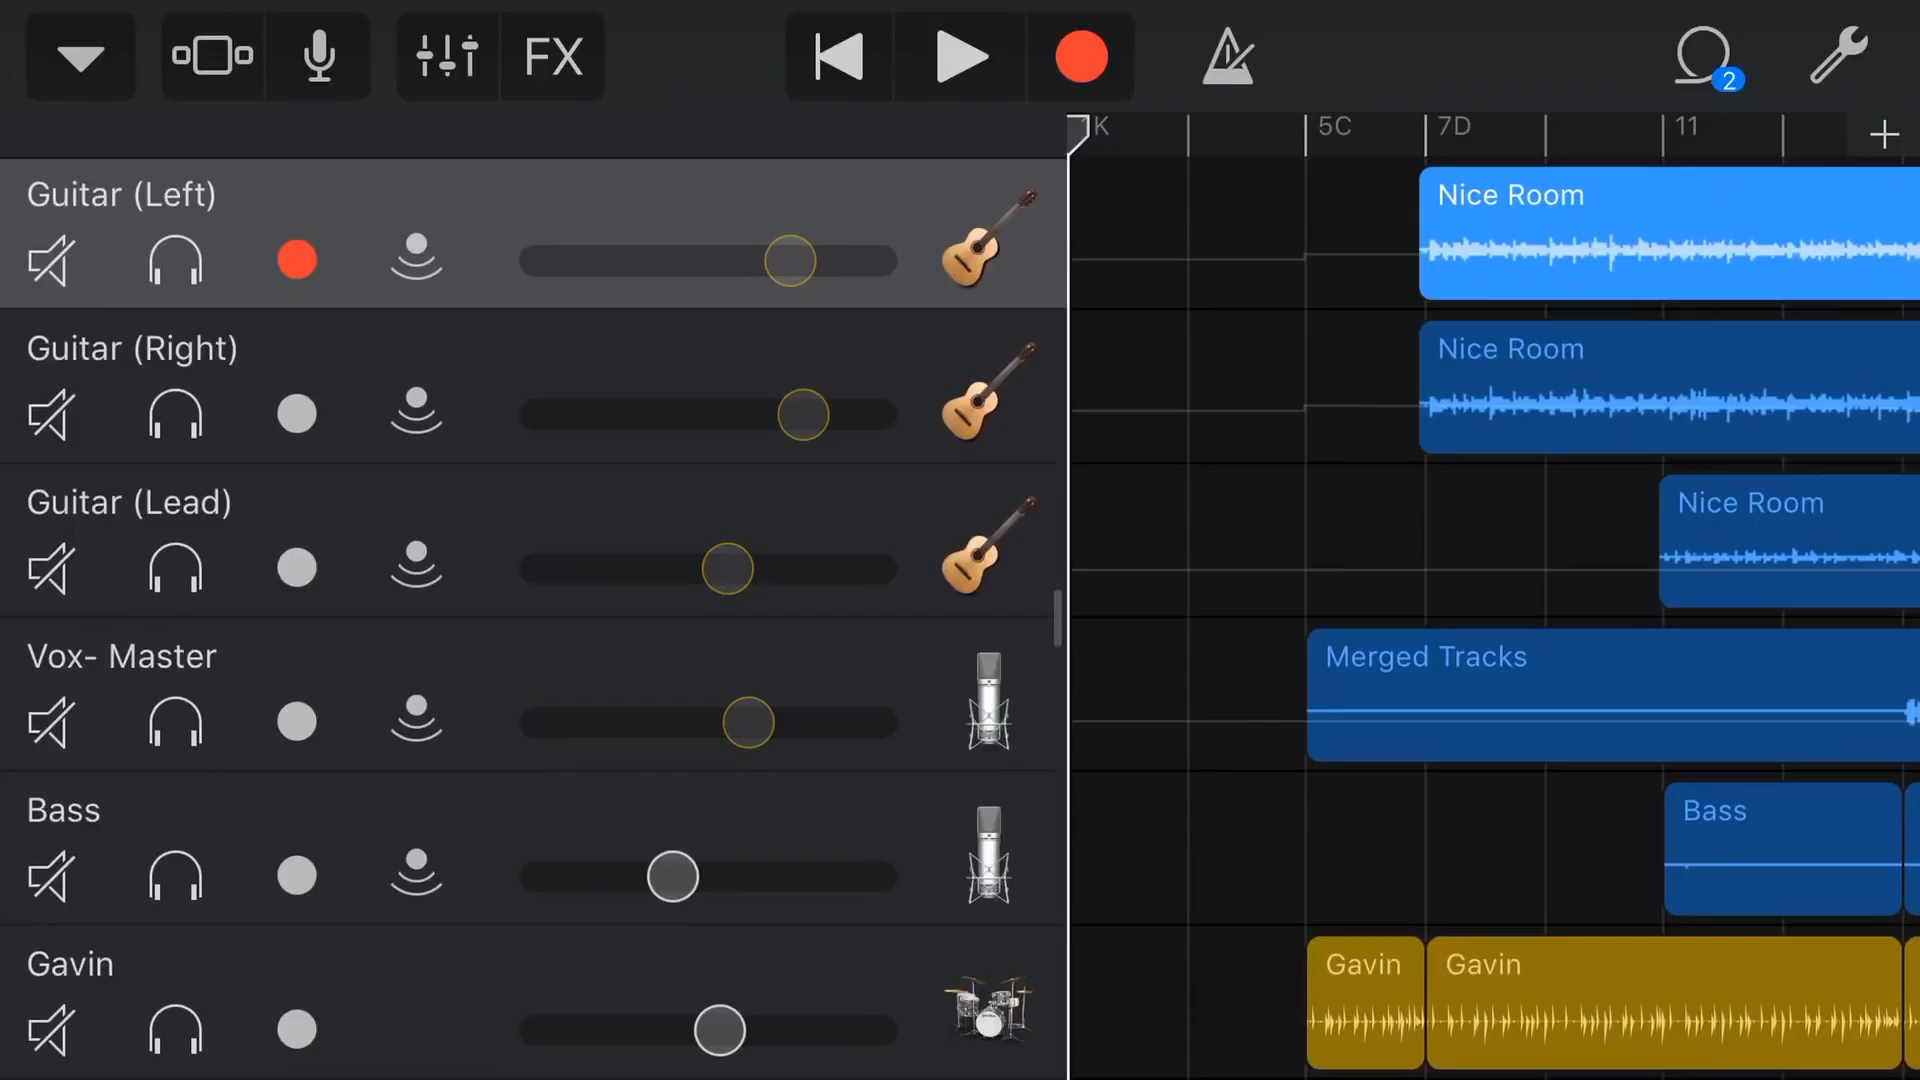 FX
2
K 5C 7D 11
Guitar (Left)
Nice Room
Guitar (Right)
Nice Room
Guitar (Lead)
Nice Room
Vox- Master
Merged Tracks
Bass
Bass
Gavin
Gavin Gavin